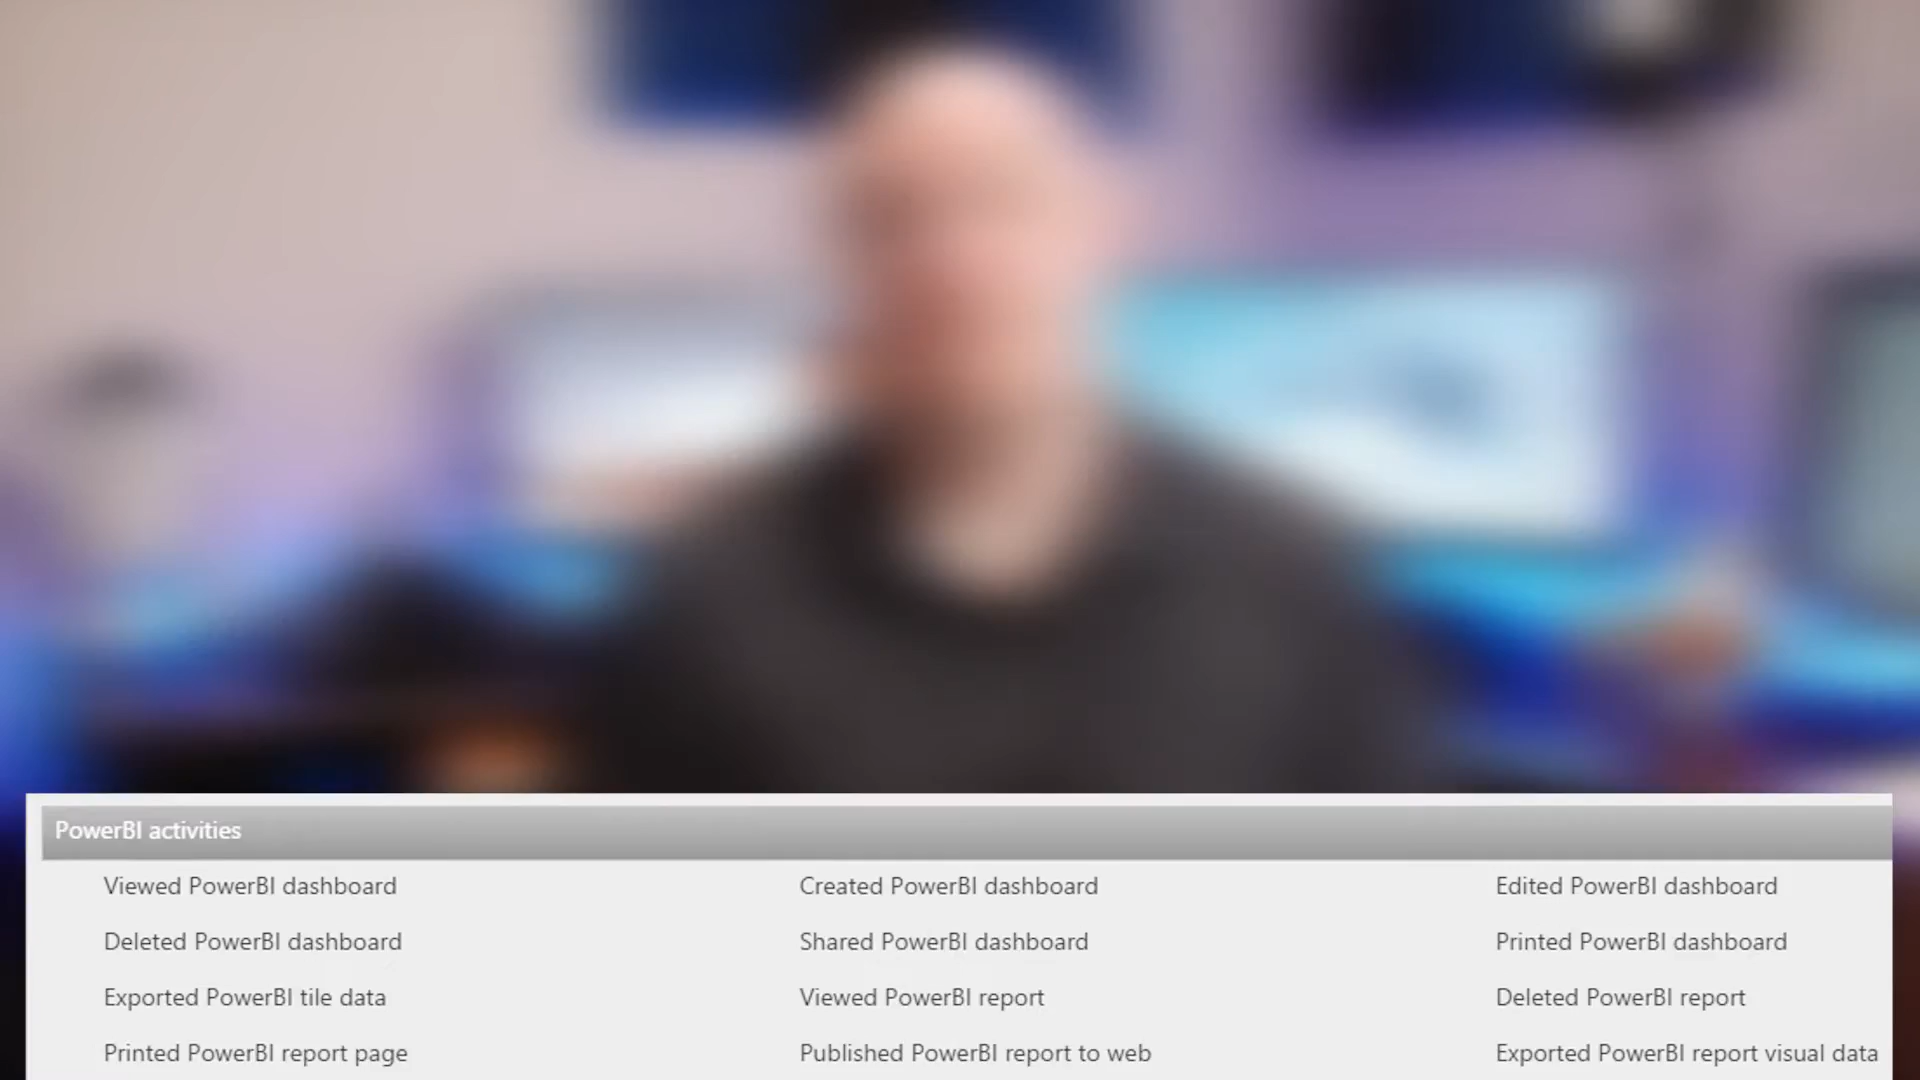 PowerBI activities
Viewed PowerBI dashboard Created PowerBI dashboard Edited PowerBI dashboard
Deleted PowerBI dashboard Shared PowerBI dashboard Printed PowerBI dashboard
Exported PowerBI tile data Viewed PowerBI report Deleted PowerBI report
Printed PowerBI report page Published PowerBI report to web Exported PowerBI report visual data